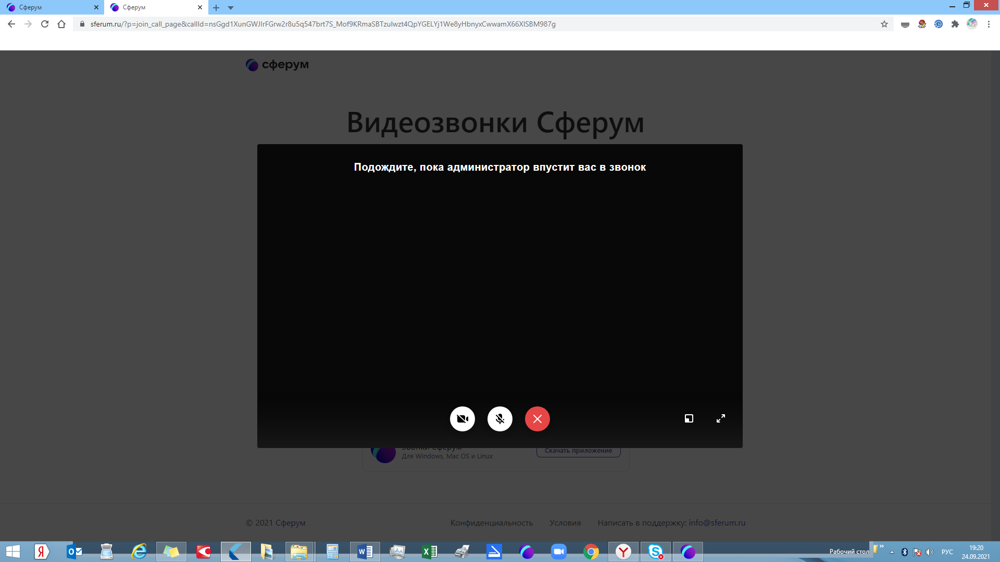 Сферум
Сферум
sferum.ru/?p=join_call_page&callId=nsGgd1XunGWJIrFGrw2r8u5q547brt7S_Mof9KRmaSBTzulwzt4QpYGELYj1We8yHbnyxCwwamX66XISBM987g
сферум
Видеозвонки Сферум
Подождите, пока администратор впустит вас в звонок
Звонки Сферум
Скачать приложение
Для Windows, Mac OS и Linux
© 2021 Сферум
Конфиденциальность
Условия
Написать в поддержку: info@sferum.ru
Рабочий стол
РУС
19:20
24.09.2021